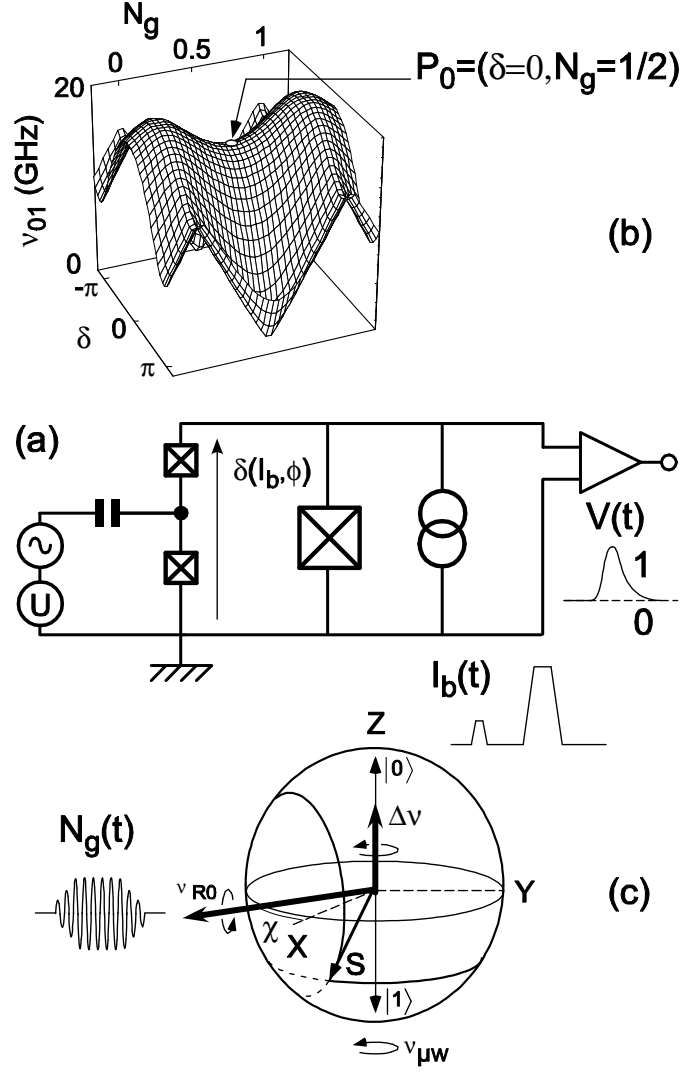 N_g
0 0.5 1
20
P_0=(δ=0,N_g=1/2)
ν_01 (GHz)
(b)
0
-π
δ 0
π
(a)
δ(I_b,ϕ)
V(t)
U
1
0
I_b(t)
Z
|0⟩
Δν
N_g(t)
ν_R0
Y
(c)
χ
X
S
|1⟩
ν_μw